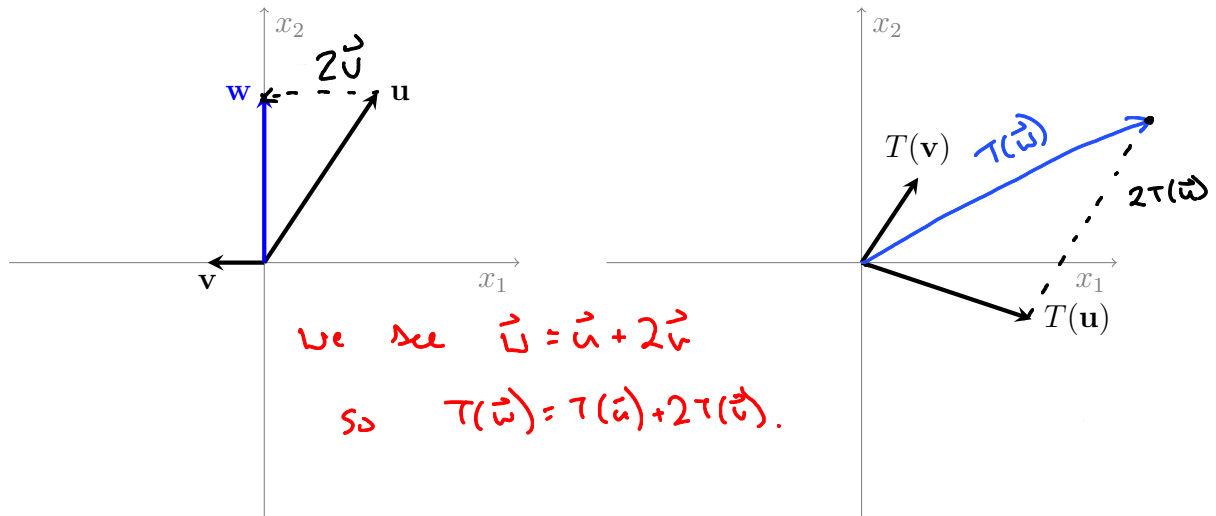 x₂
2v⃗
w
u
v
x₁
x₂
T(v)
T(w⃗)
2T(v⃗)
x₁
T(u)
We see w⃗ = u⃗ + 2v⃗
So T(w⃗) = T(u⃗) + 2T(v⃗).